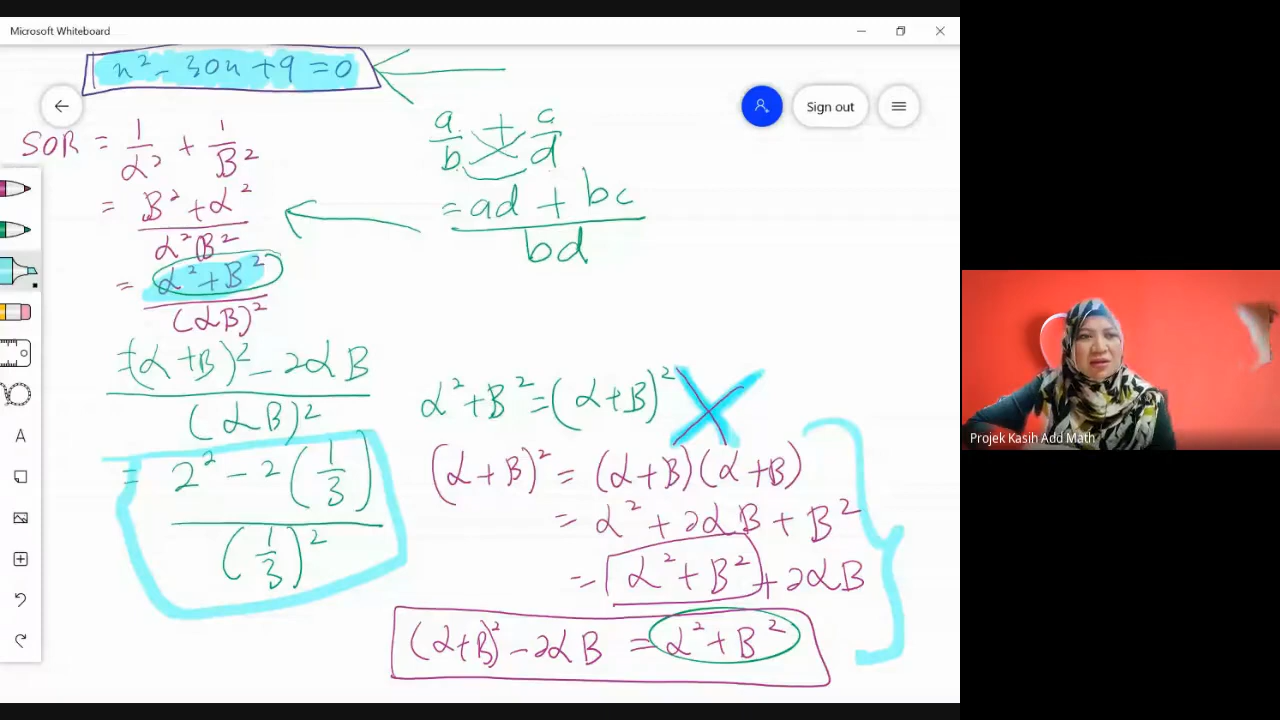 Microsoft Whiteboard
x² - 30x + 9 = 0
Sign out
SOR = 1/α² + 1/β²
= β² + α² / α²β²
= α² + β² / (αβ)²
= (α + β)² - 2αβ / (αβ)²
= 2² - 2(1/3) / (1/3)²
a/b + c/d
= ad + bc / bd
α² + β² = (α + β)² X
(α + β)² = (α + β)(α + β)
= α² + 2αβ + β²
= α² + β² + 2αβ
(α + β)² - 2αβ = α² + β²
A
Projek Kasih Add Math